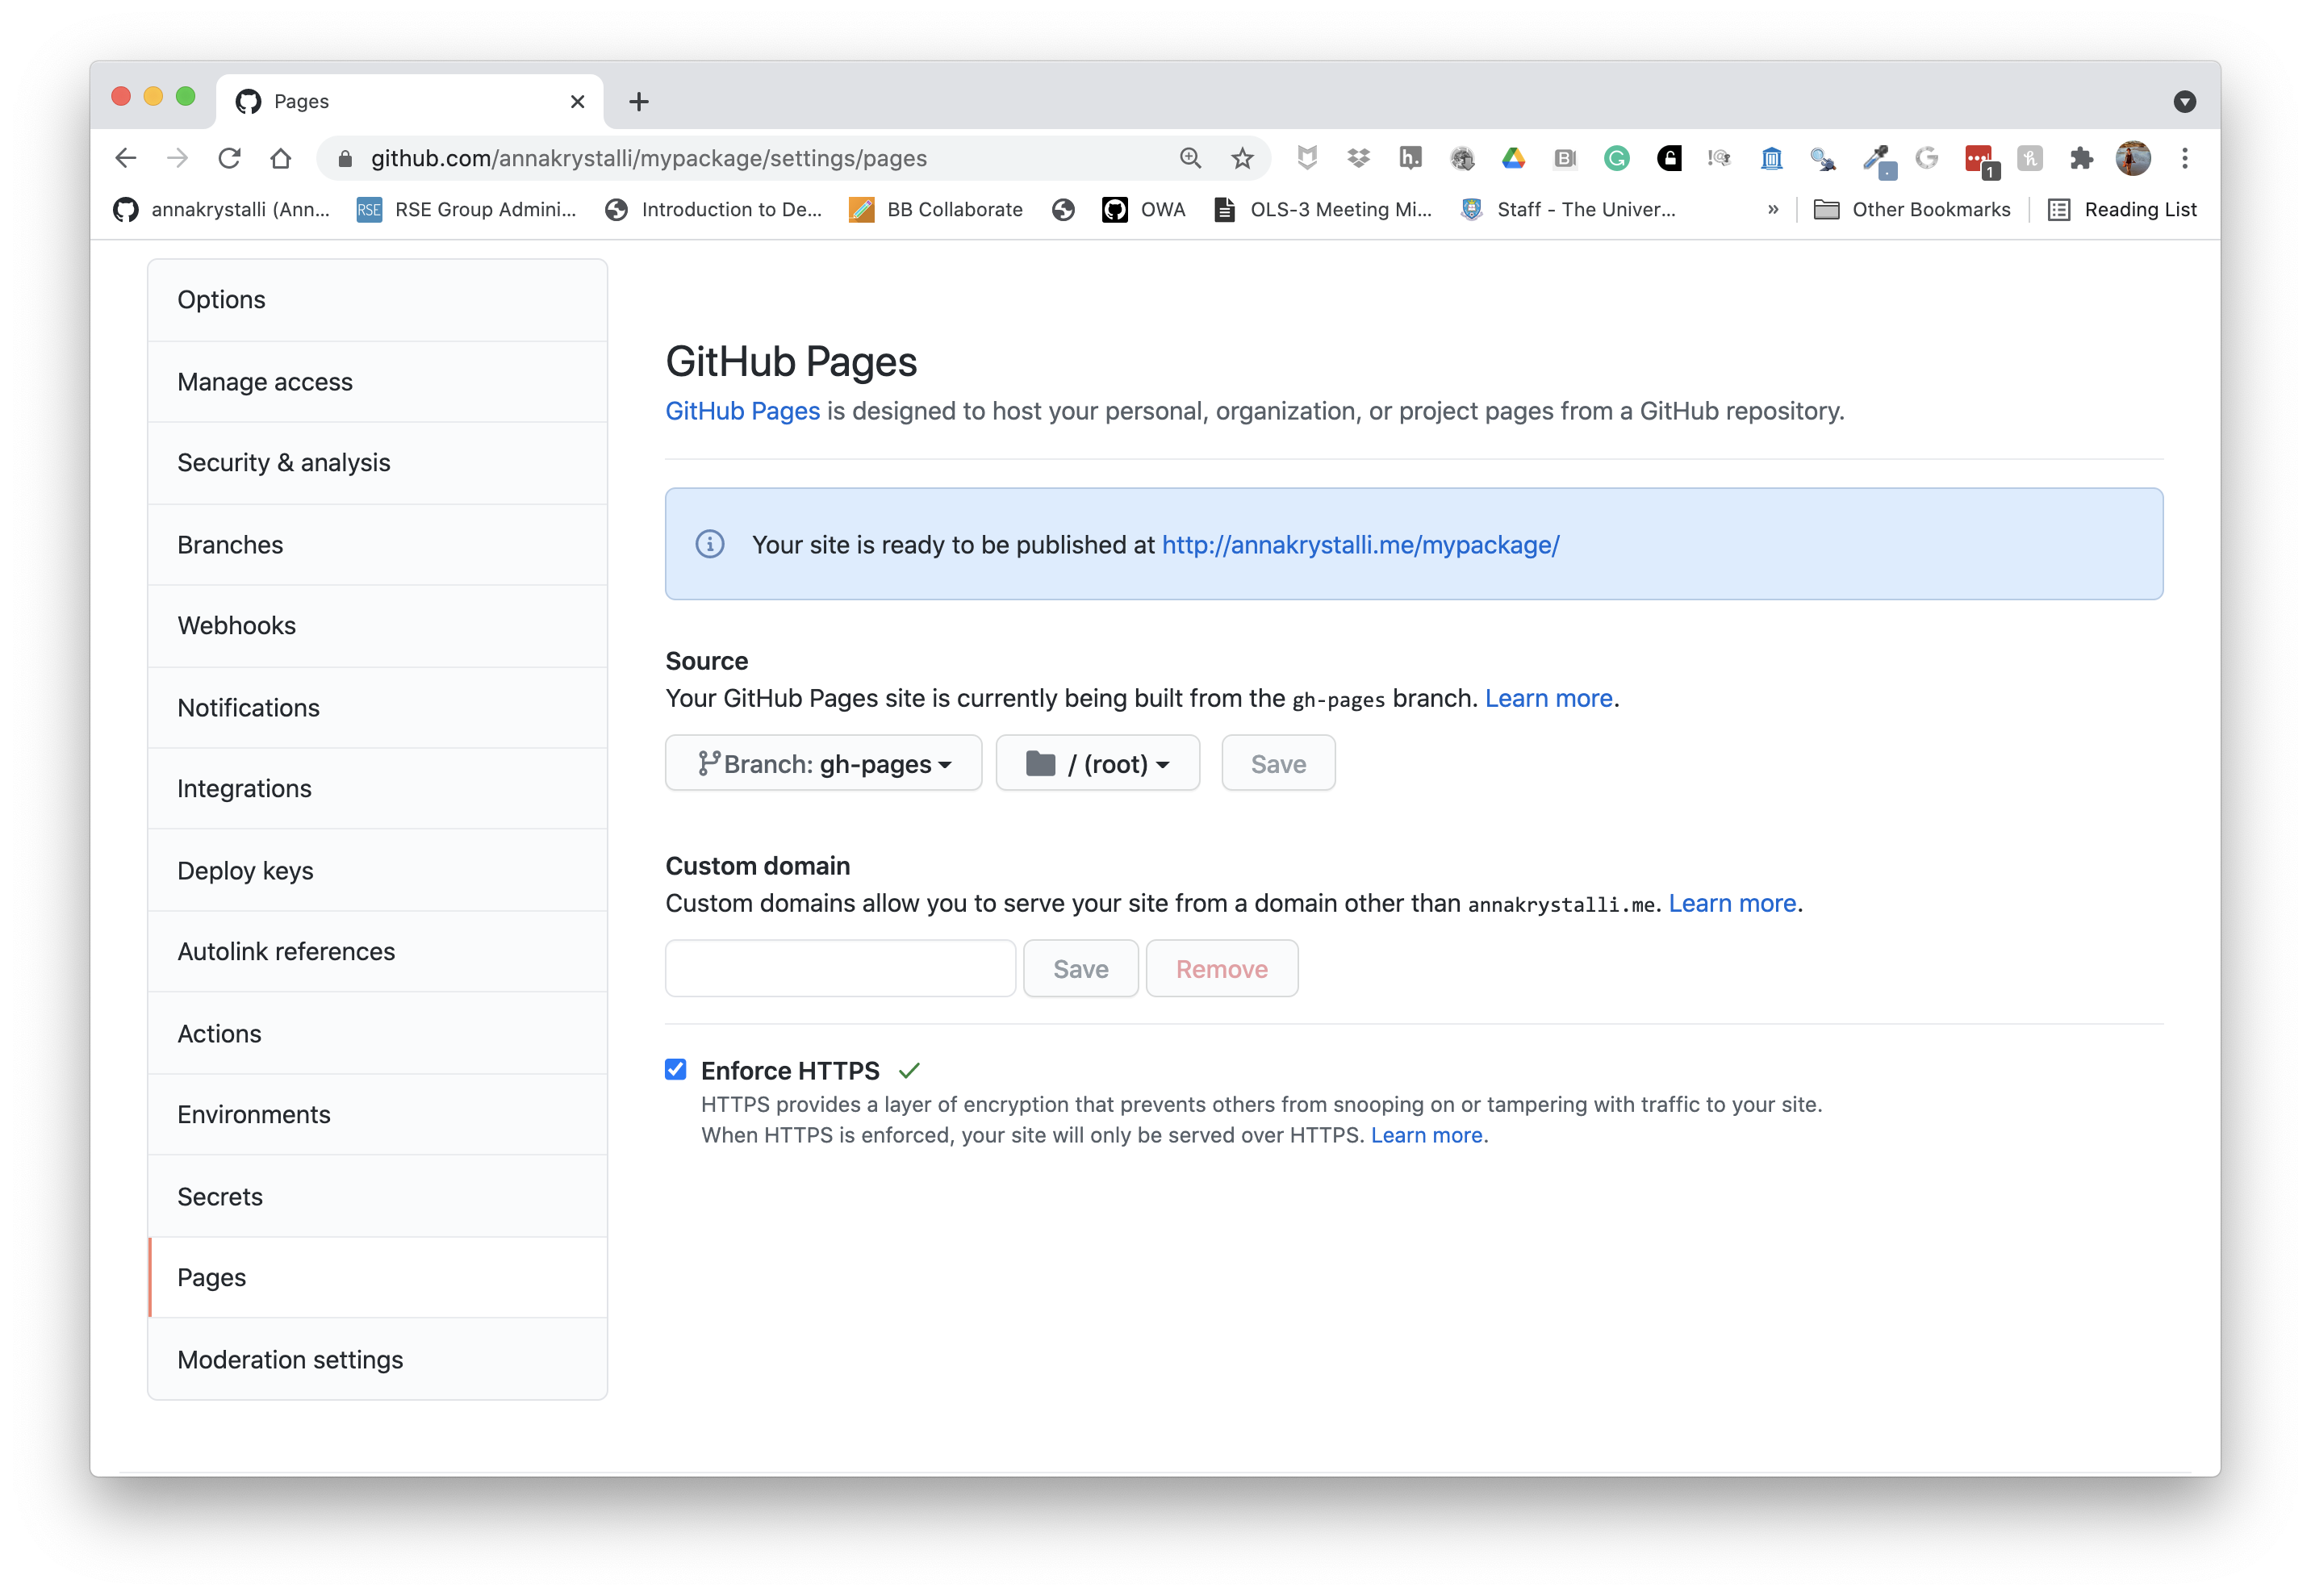 Pages
github.com/annakrystalli/mypackage/settings/pages
1
annakrystalli (Ann...
RSE
RSE Group Admini...
Introduction to De...
BB Collaborate
OWA
OLS-3 Meeting Mi...
Staff - The Univer...
»
Other Bookmarks
Reading List
Options
Manage access
Security & analysis
Branches
Webhooks
Notifications
Integrations
Deploy keys
Autolink references
Actions
Environments
Secrets
Pages
Moderation settings
GitHub Pages
GitHub Pages is designed to host your personal, organization, or project pages from a GitHub repository.
Your site is ready to be published at http://annakrystalli.me/mypackage/
Source
Your GitHub Pages site is currently being built from the gh-pages branch. Learn more.
Branch: gh-pages
/ (root)
Save
Custom domain
Custom domains allow you to serve your site from a domain other than annakrystalli.me. Learn more.
Save
Remove
Enforce HTTPS
HTTPS provides a layer of encryption that prevents others from snooping on or tampering with traffic to your site.
When HTTPS is enforced, your site will only be served over HTTPS. Learn more.